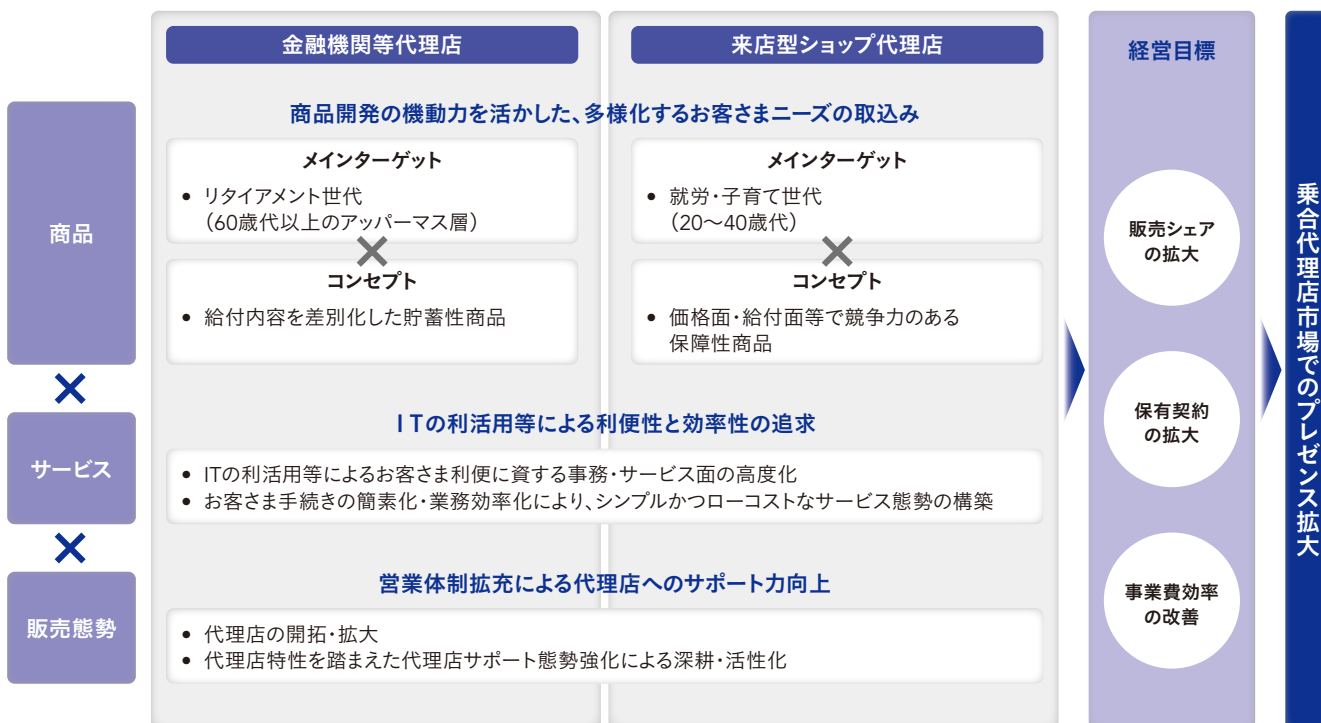 金融機関等代理店
来店型ショップ代理店
経営目標
商品
商品開発の機動力を活かした、多様化するお客さまニーズの取込み
メインターゲット
• リタイアメント世代
（60歳代以上のアッパーマス層）
×
コンセプト
• 給付内容を差別化した貯蓄性商品
メインターゲット
• 就労・子育て世代
（20〜40歳代）
×
コンセプト
• 価格面・給付面等で競争力のある
保障性商品
×
サービス
ITの利活用等による利便性と効率性の追求
• ITの利活用等によるお客さま利便に資する事務・サービス面の高度化
• お客さま手続きの簡素化・業務効率化により、シンプルかつローコストなサービス態勢の構築
×
販売態勢
営業体制拡充による代理店へのサポート力向上
• 代理店の開拓・拡大
• 代理店特性を踏まえた代理店サポート態勢強化による深耕・活性化
販売シェア
の拡大
保有契約
の拡大
事業費効率
の改善
乗合代理店市場でのプレゼンス拡大